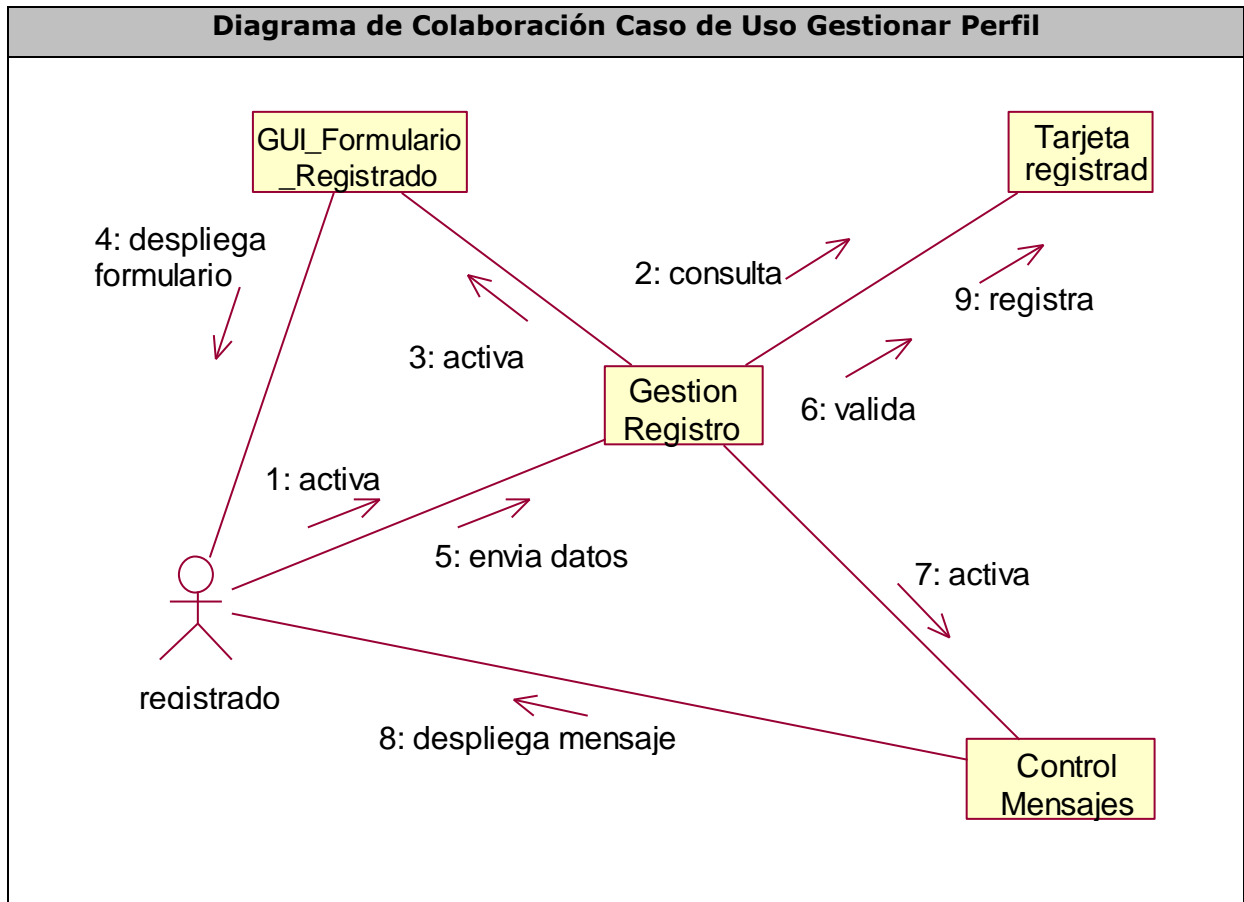 Diagrama de Colaboración Caso de Uso Gestionar Perfil
GUI_Formulario
_Registrado
Tarjeta
registrad
4: despliega
formulario
2: consulta
9: registra
3: activa
Gestion
Registro
6: valida
1: activa
5: envia datos
7: activa
registrado
8: despliega mensaje
Control
Mensajes